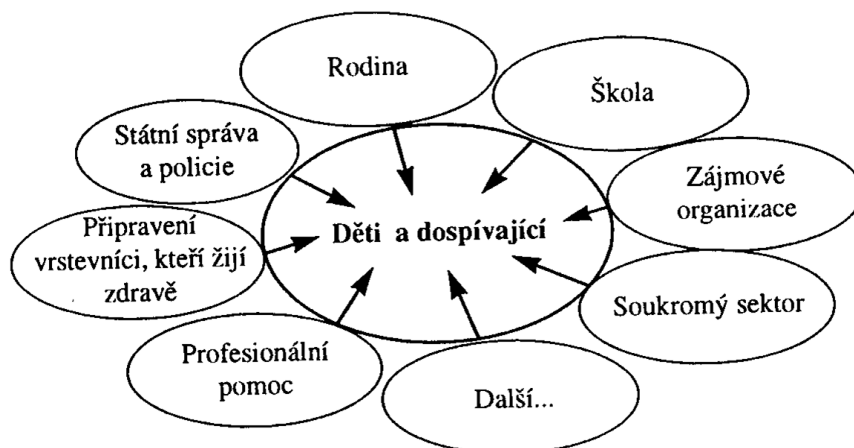 Rodina
Škola
Státní správa
a policie
Zájmové
organizace
Připravení
vrstevníci, kteří žijí
zdravě
Děti a dospívající
Soukromý sektor
Profesionální
pomoc
Další...